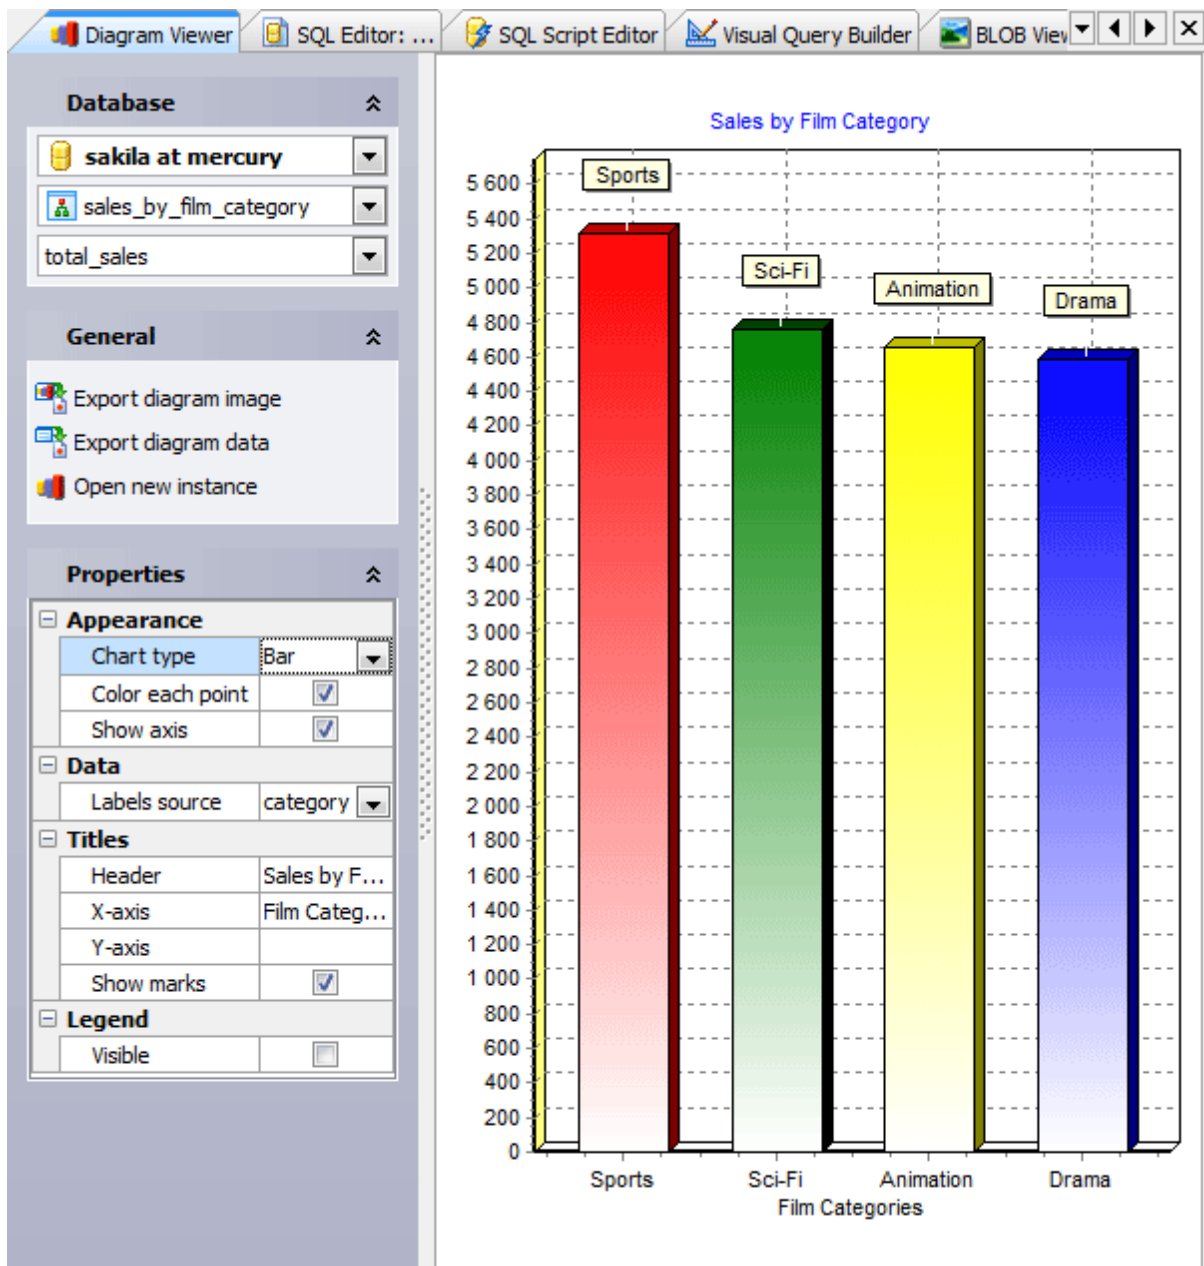 Diagram Viewer
SQL Editor: ...
SQL Script Editor
Visual Query Builder
BLOB View
Database
sakila at mercury
sales_by_film_category
total_sales
General
Export diagram image
Export diagram data
Open new instance
Properties
Appearance
Chart type Bar
Color each point
Show axis
Data
Labels source category
Titles
Header Sales by F...
X-axis Film Categ...
Y-axis
Show marks
Legend
Visible
Sales by Film Category
5 600
5 400
5 200
5 000
4 800
4 600
4 400
4 200
4 000
3 800
3 600
3 400
3 200
3 000
2 800
2 600
2 400
2 200
2 000
1 800
1 600
1 400
1 200
1 000
800
600
400
200
0
Sports
Sci-Fi
Animation
Drama
Sports Sci-Fi Animation Drama
Film Categories